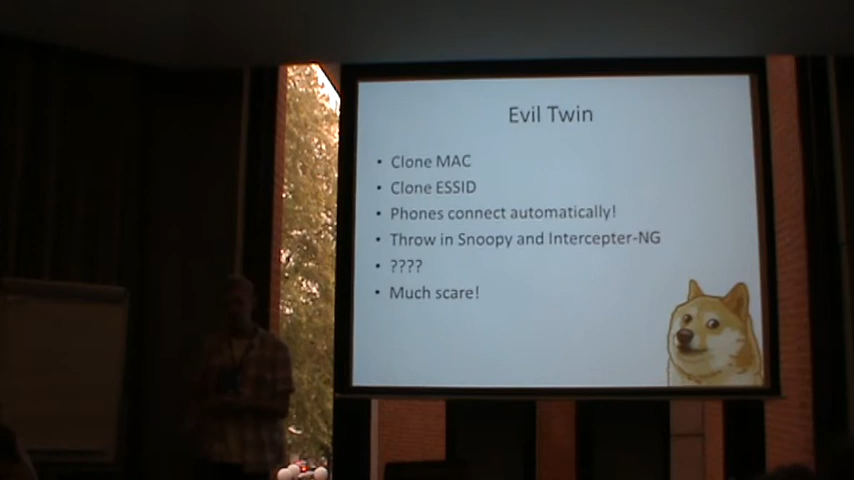 Evil Twin
• Clone MAC
• Clone ESSID
• Phones connect automatically!
• Throw in Snoopy and Intercepter-NG
• ????
• Much scare!